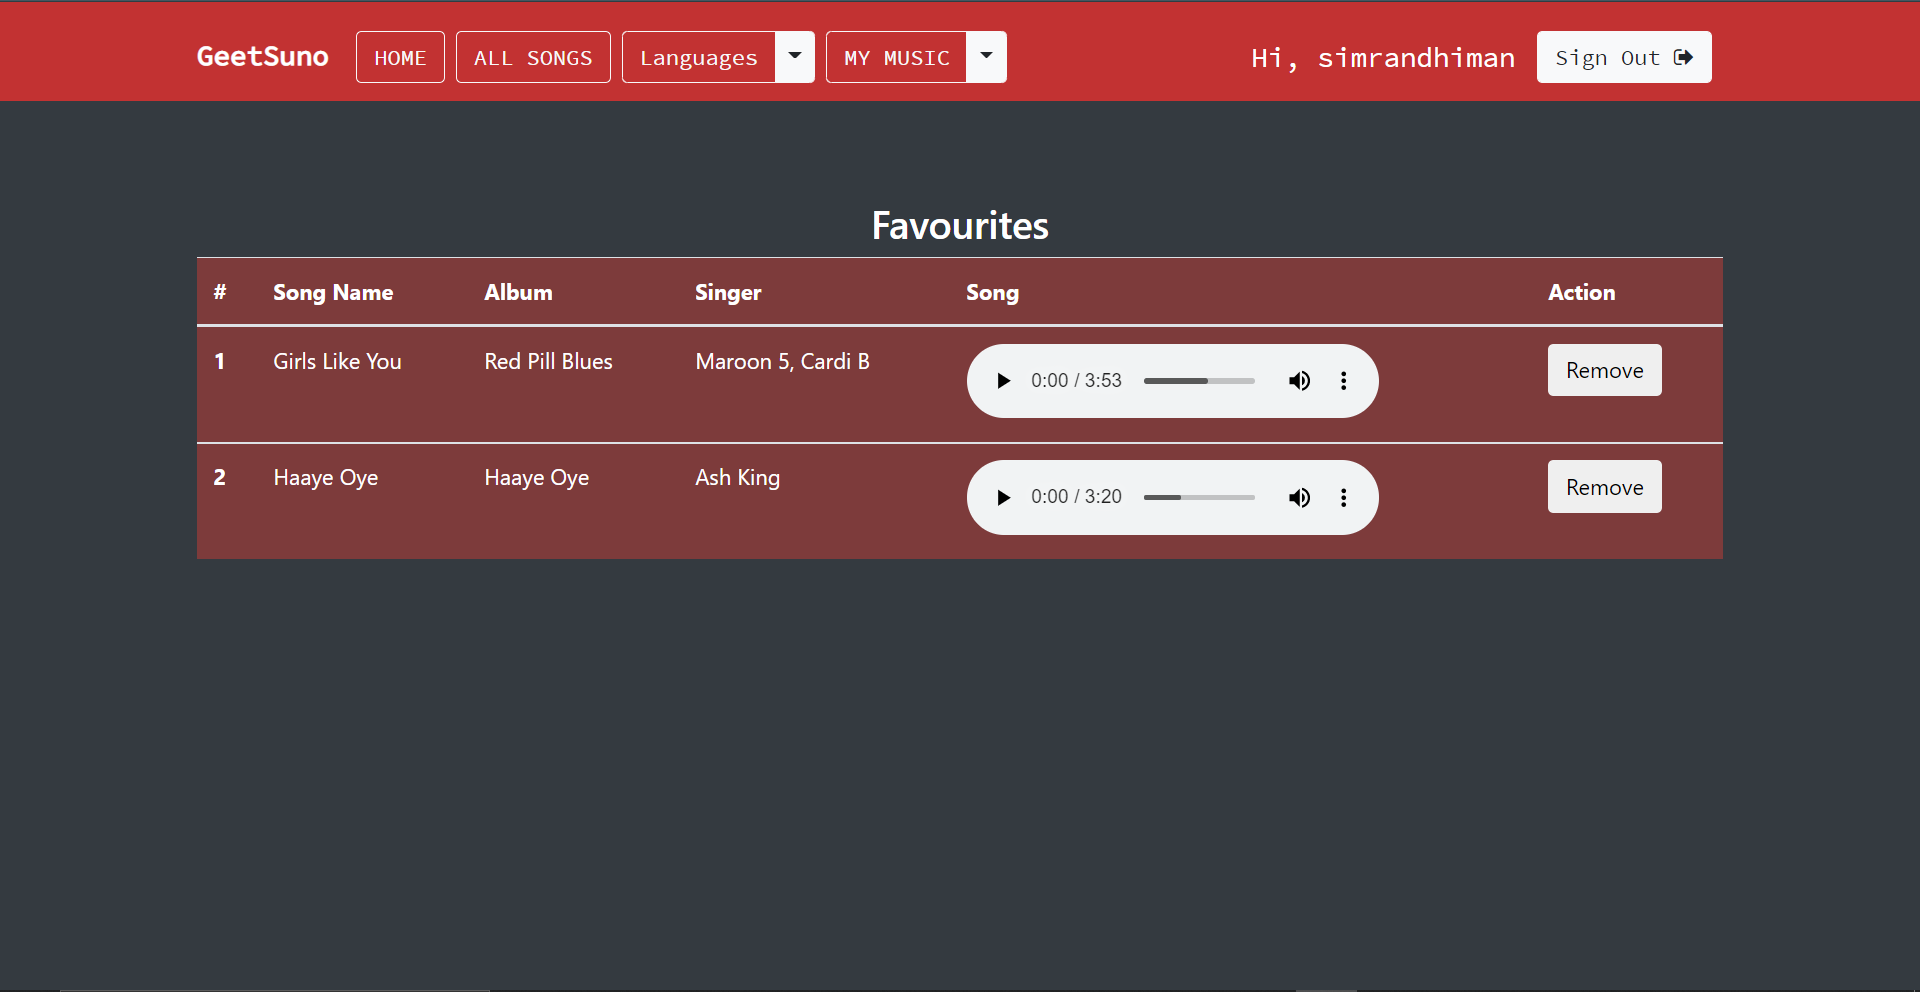 GeetSuno HOME ALL SONGS Languages MY MUSIC Hi, simrandhiman Sign Out
Favourites
# Song Name Album Singer Song Action
1 Girls Like You Red Pill Blues Maroon 5, Cardi B 0:00 / 3:53 Remove
2 Haaye Oye Haaye Oye Ash King 0:00 / 3:20 Remove